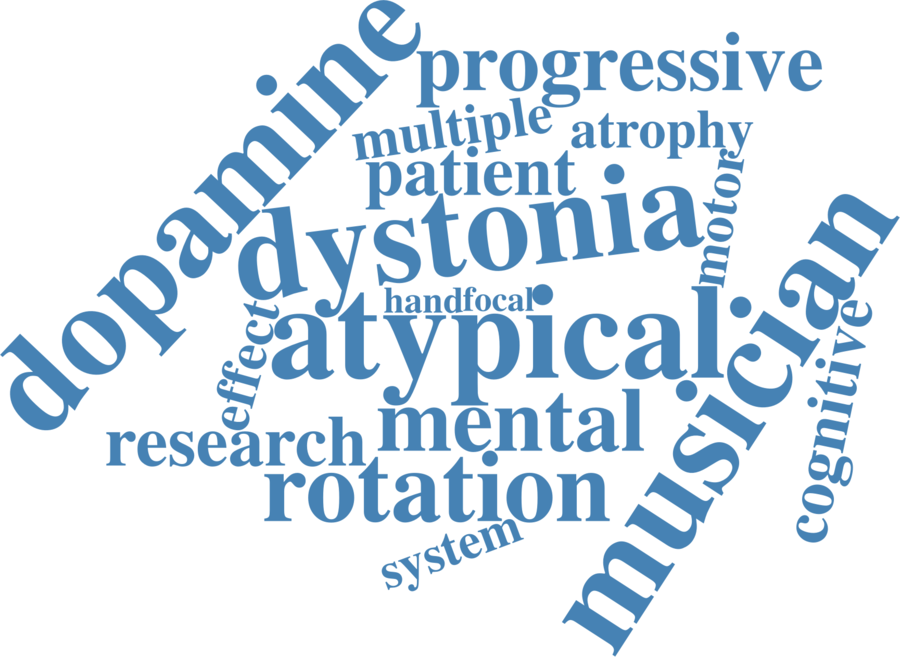 dopamine
progressive
multiple
atrophy
patient
motor
dystonia
musician
handfocal
effect
atypical
cognitive
mental
research
rotation
system